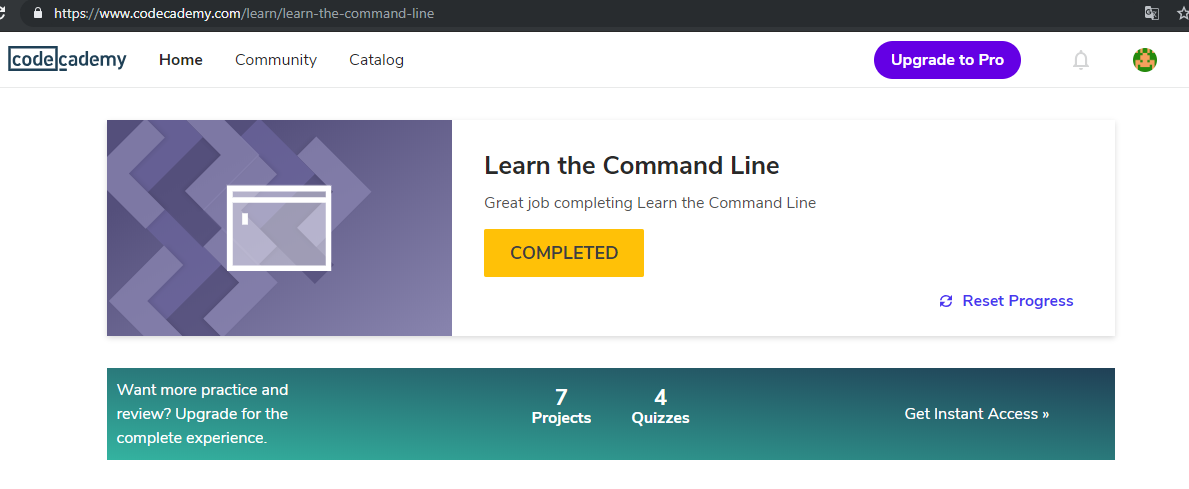 https://www.codecademy.com/learn/learn-the-command-line
codecademy
Home
Community
Catalog
Upgrade to Pro
Learn the Command Line
Great job completing Learn the Command Line
COMPLETED
Reset Progress
Want more practice and
review? Upgrade for the
complete experience.
7
Projects
4
Quizzes
Get Instant Access »